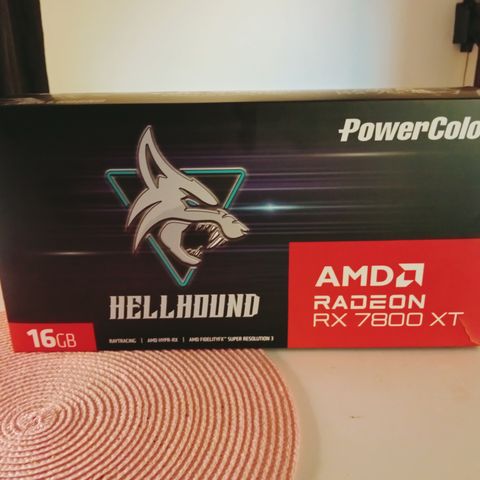 PowerColo
HELLHOUND
AMD
RADEON
RX 7800 XT
16GB
RAYTRACING | AMD HYPR-RX | AMD FIDELITYFX™ SUPER RESOLUTION 3